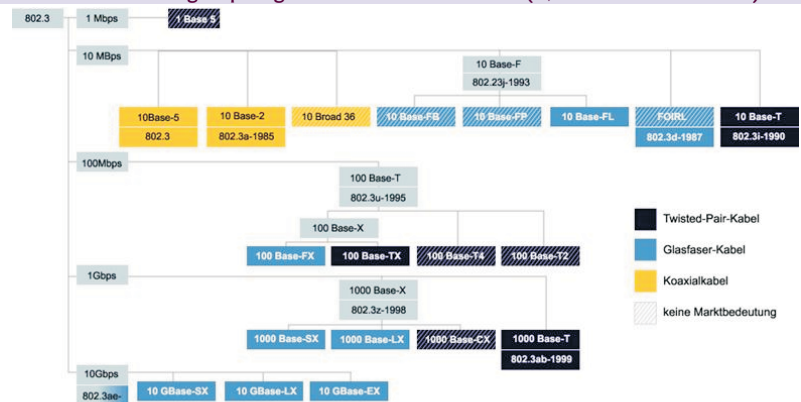 802.3
1 Mbps
1 Base 5
10 MBps
10 Base-F
802.23j-1993
10Base-5
10 Base-2
10 Broad 36
10 Base-FB
10 Base-FP
10 Base-FL
FOIRL
10 Base-T
802.3
802.3a-1985
802.3d-1987
802.3i-1990
100Mbps
100 Base-T
802.3u-1995
100 Base-X
100 Base-FX
100 Base-TX
100 Base-T4
100 Base-T2
Twisted-Pair-Kabel
Glasfaser-Kabel
Koaxialkabel
keine Marktbedeutung
1Gbps
1000 Base-X
802.3z-1998
1000 Base-SX
1000 Base-LX
1000 Base-CX
1000 Base-T
802.3ab-1999
10Gbps
802.3ae-
10 GBase-SX
10 GBase-LX
10 GBase-EX